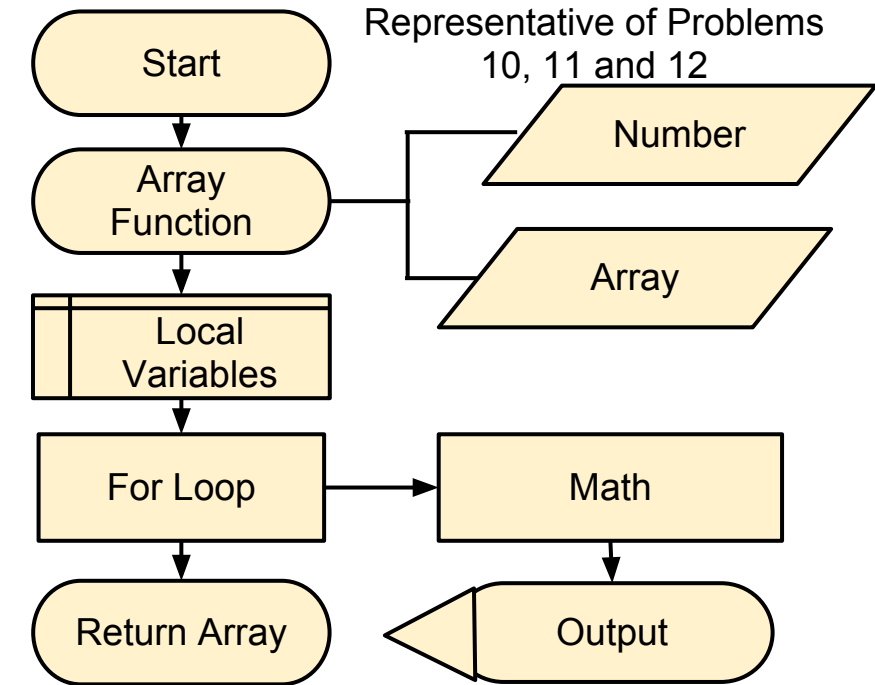 Representative of Problems
10, 11 and 12
Start
Number
Array
Function
Array
Local
Variables
For Loop
Math
Return Array
Output